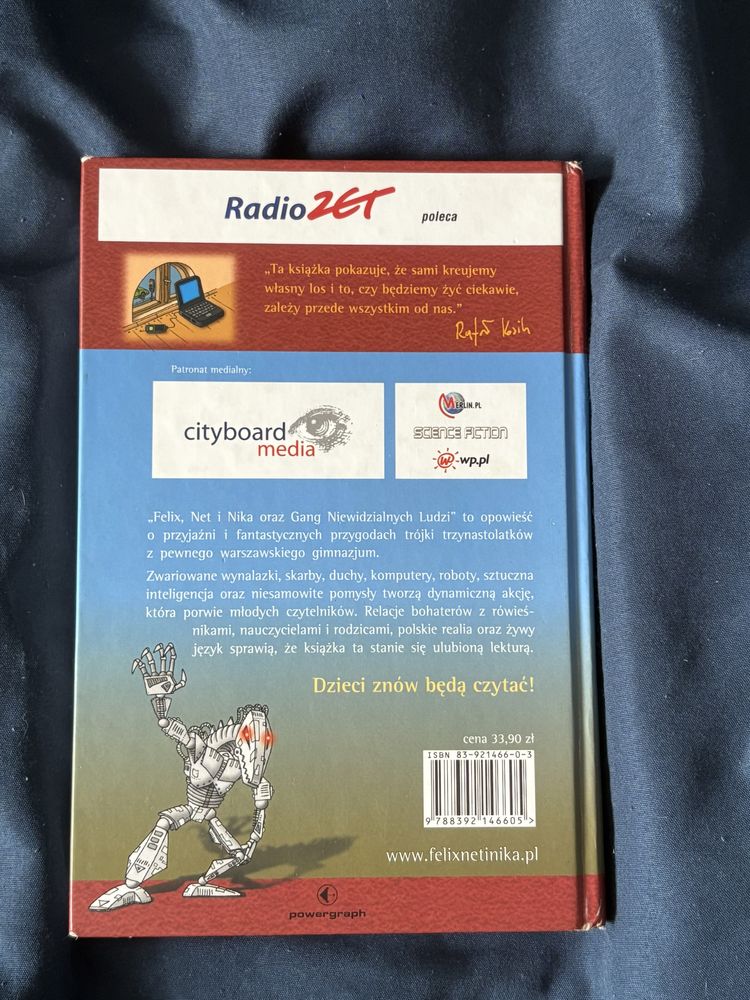 Radio ZET poleca
„Ta książka pokazuje, że sami kreujemy
własny los i to, czy będziemy żyć ciekawie,
zależy przede wszystkim od nas.”
Rafał Kosik
Patronat medialny:
cityboard
media
MERLIN.PL
SCIENCE FICTION
wp.pl
„Felix, Net i Nika oraz Gang Niewidzialnych Ludzi” to opowieść
o przyjaźni i fantastycznych przygodach trójki trzynastolatków
z pewnego warszawskiego gimnazjum.
Zwariowane wynalazki, skarby, duchy, komputery, roboty, sztuczna
inteligencja oraz niesamowite pomysły tworzą dynamiczną akcję,
która porwie młodych czytelników. Relacje bohaterów z rówieś-
nikami, nauczycielami i rodzicami, polskie realia oraz żywy
język sprawią, że książka ta stanie się ulubioną lekturą.
Dzieci znów będą czytać!
cena 33,90 zł
ISBN 83-921466-0-3
9 788392 146605 >
www.felixnetinika.pl
powergraph